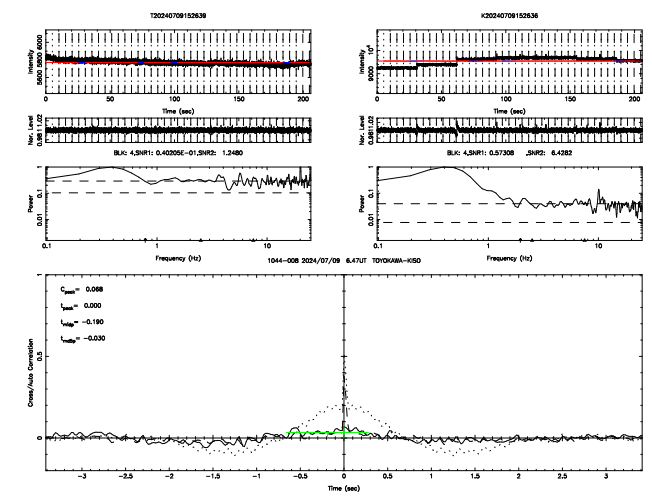 T20240709152639
K20240709152636
Intensity
5600 5800 6000
0 50 100 150 200
Time (sec)
Intensity
9000 10⁴
0 50 100 150 200
Time (sec)
Nor. Level
0.98 1 1.02
Nor. Level
0.98 1 1.02
BLK: 4,SNR1: 0.40205E-01,SNR2: 1.2480
BLK: 4,SNR1: 0.57308 ,SNR2: 6.4282
Power
1
0.1
0.01
0.1 1 10
Frequency (Hz)
Power
1
0.1
0.01
0.1 1 10
Frequency (Hz)
1044-008 2024/07/09 6.47UT TOYOKAWA-KISO
Cross/Auto Correlation
1
0.5
0
Cpeck= 0.068
tpeck= 0.000
tmidp= -0.190
-0.030
-3 -2.5 -2 -1.5 -1 -0.5 0 0.5 1 1.5 2 2.5 3
Time (sec)